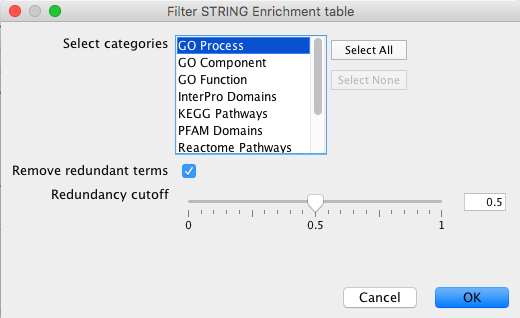 Filter STRING Enrichment table
Select categories
GO Process
GO Component
GO Function
InterPro Domains
KEGG Pathways
PFAM Domains
Reactome Pathways
Select All
Select None
Remove redundant terms
Redundancy cutoff
0.5
0 0.5 1
Cancel OK